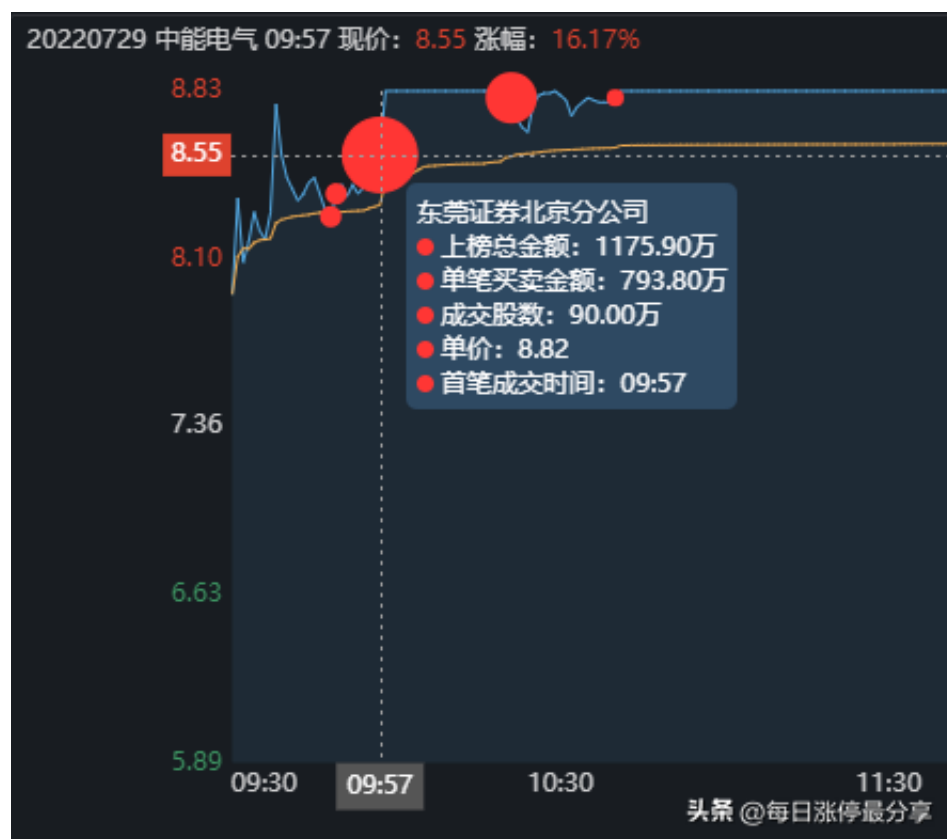 20220729 中能电气 09:57 现价：8.55 涨幅：16.17%
8.83
8.55
8.10
7.36
6.63
5.89
东莞证券北京分公司
上榜总金额：1175.90万
单笔买卖金额：793.80万
成交股数：90.00万
单价：8.82
首笔成交时间：09:57
09:30 09:57 10:30 11:30
头条 @每日涨停最分享